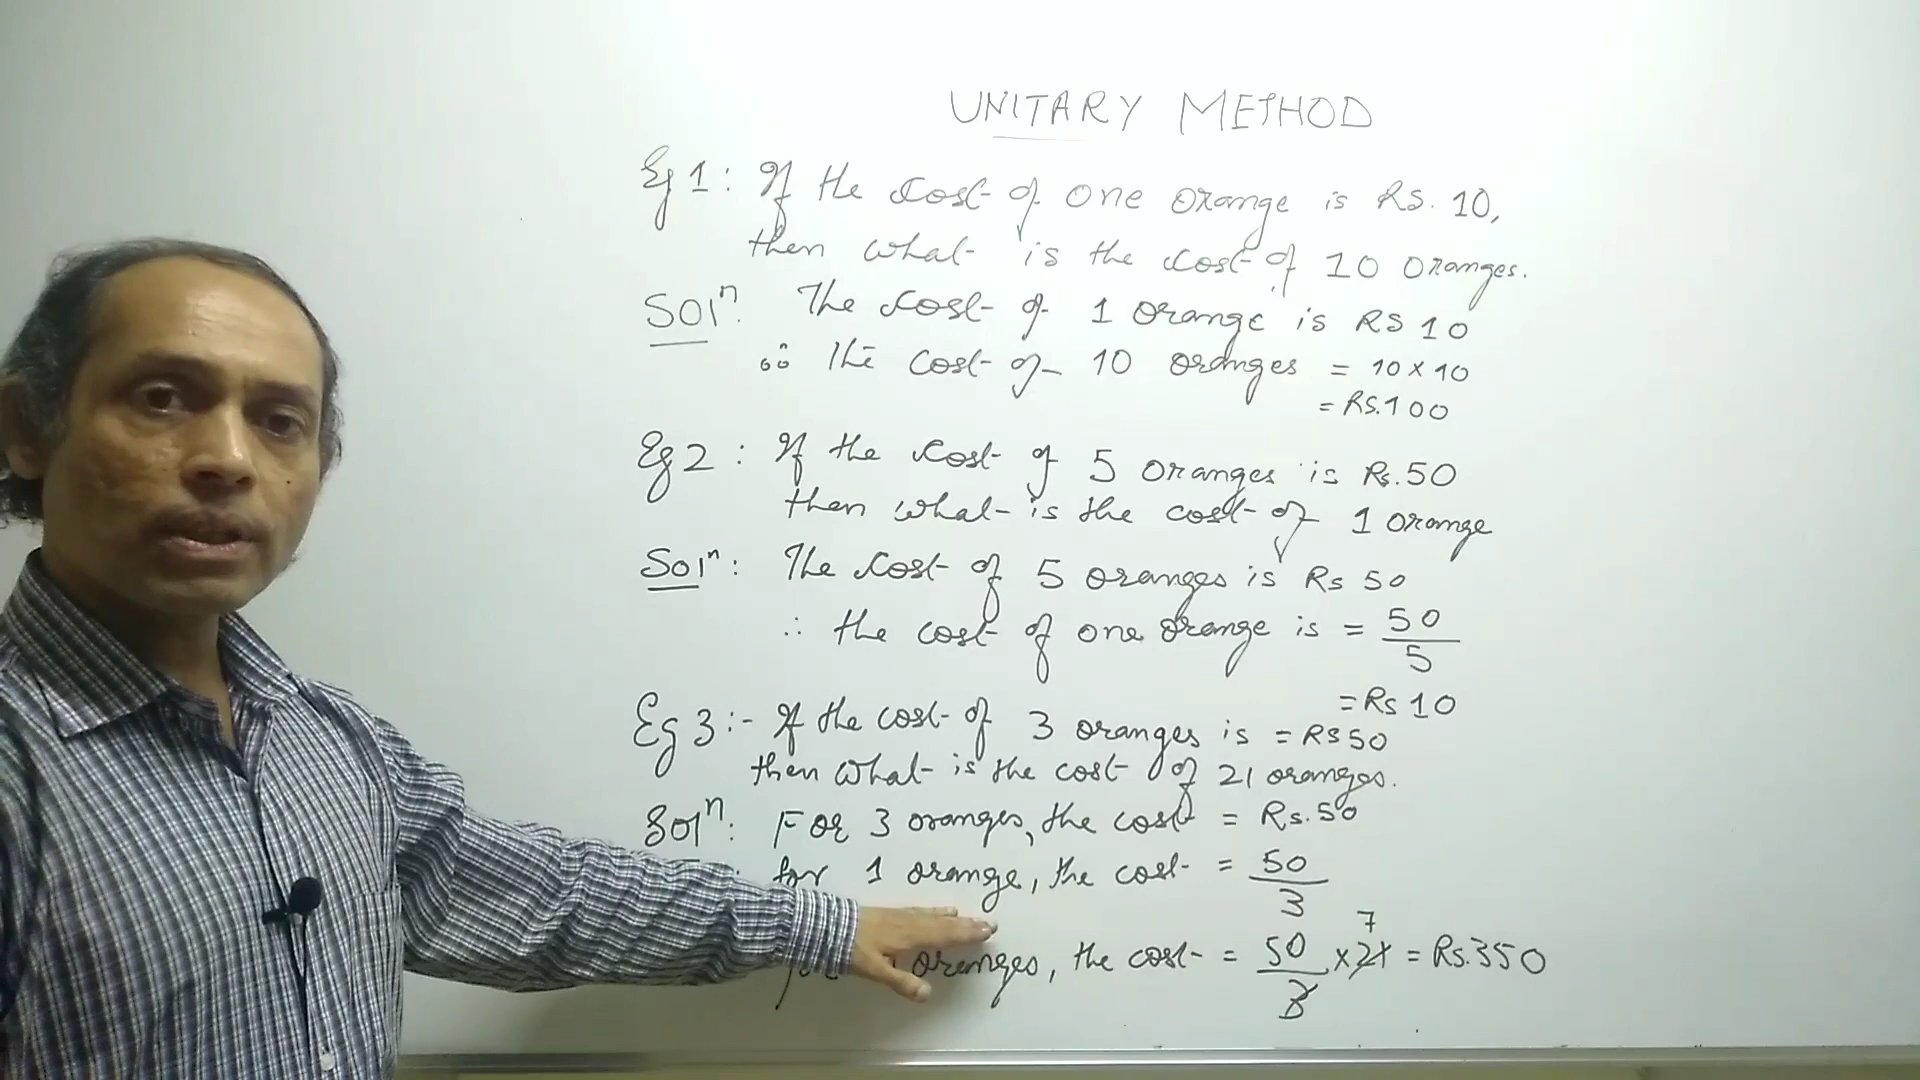 UNITARY METHOD
Eg 1: If the cost of one orange is Rs. 10,
then what is the cost of 10 oranges.
Solⁿ: The cost of 1 orange is RS 10
∴ The cost of 10 oranges = 10 x 10
= RS.100
Eg 2: If the cost of 5 oranges is Rs.50
then what is the cost of 1 orange
Solⁿ: The cost of 5 oranges is Rs 50
∴ the cost of one orange is = 50/5
= Rs 10
Eg 3:- If the cost of 3 oranges is = RS 50
then what is the cost of 21 oranges.
Solⁿ: For 3 oranges, the cost = Rs.50
for 1 orange, the cost = 50/3
oranges, the cost = 50/3 x 21 7 = Rs.350